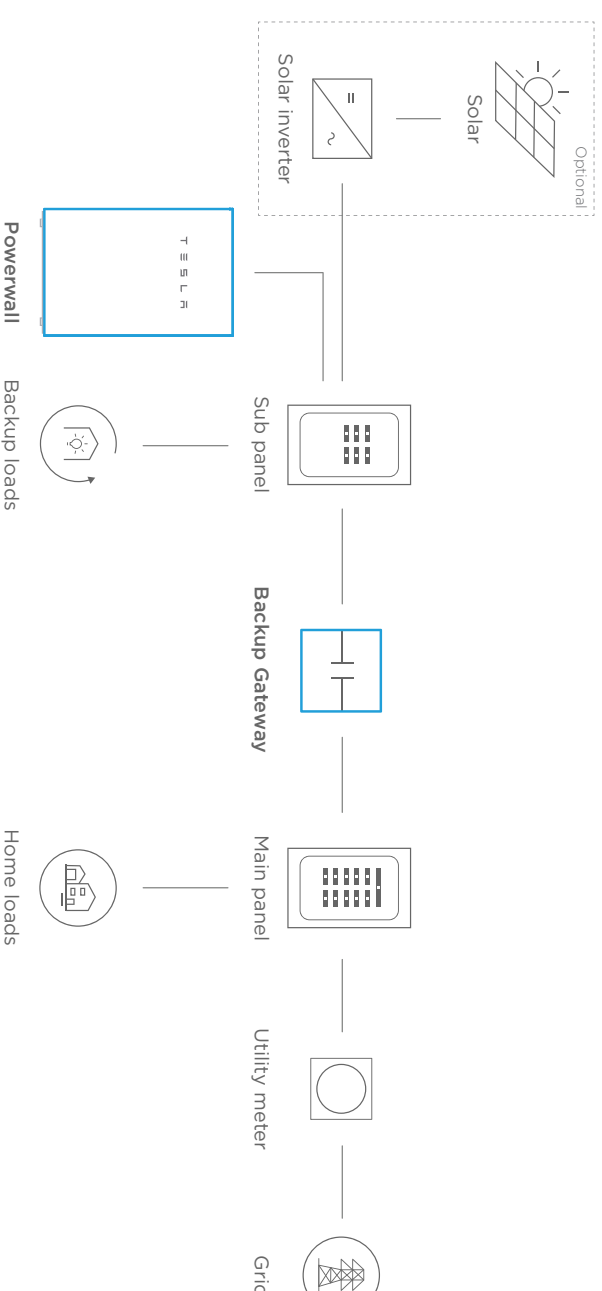 Optional
Solar
Solar inverter
TESLA
Powerwall
Sub panel
Backup loads
Backup Gateway
Main panel
Home loads
Utility meter